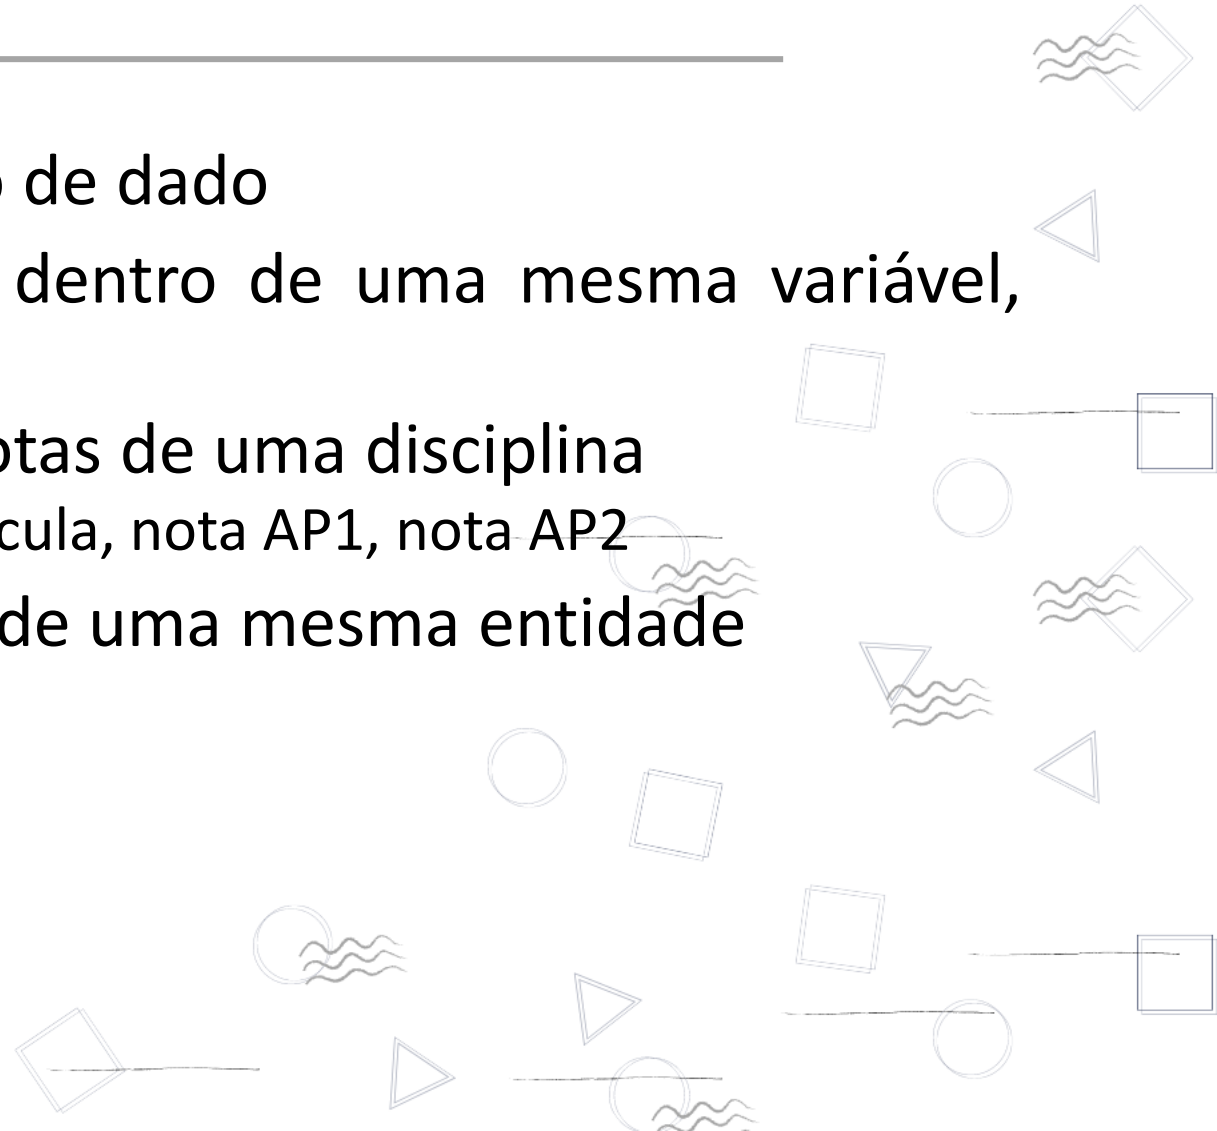 de dado
dentro de uma mesma variável,
otas de uma disciplina
cula, nota AP1, nota AP2
de uma mesma entidade